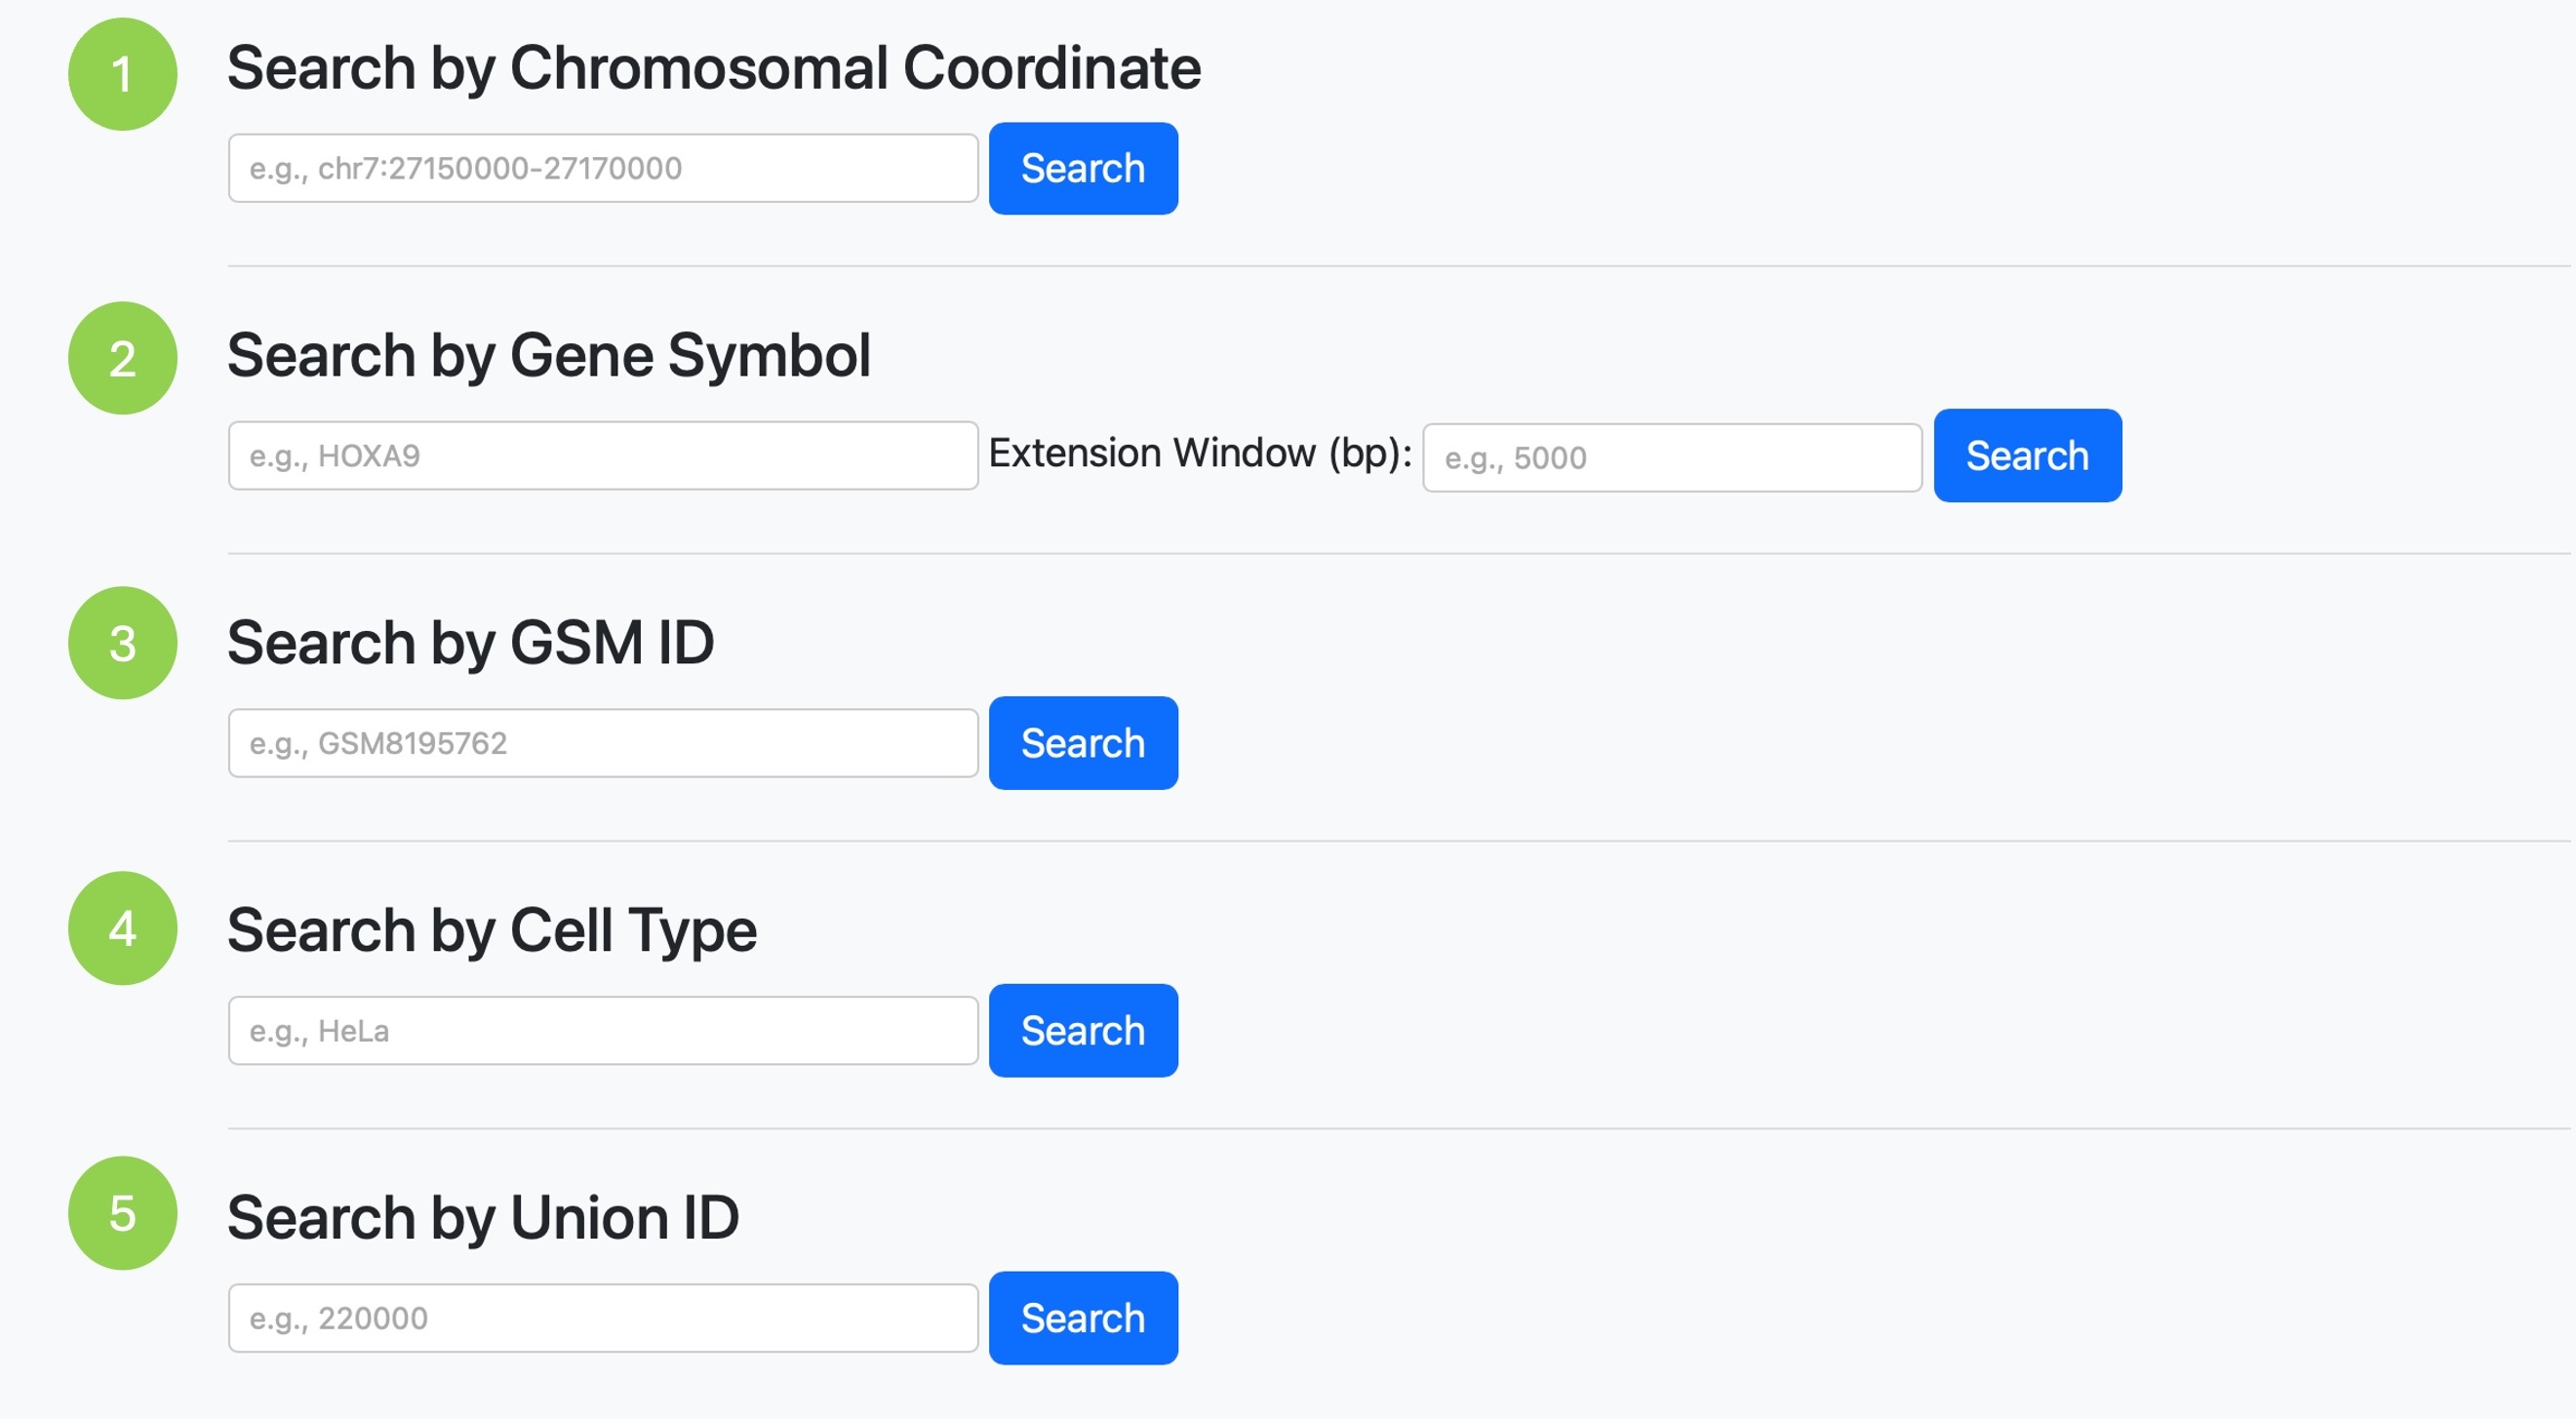 1
Search by Chromosomal Coordinate
e.g., chr7:27150000-27170000 Search
2
Search by Gene Symbol
e.g., HOXA9 Extension Window (bp): e.g., 5000 Search
3
Search by GSM ID
e.g., GSM8195762 Search
4
Search by Cell Type
e.g., HeLa Search
5
Search by Union ID
e.g., 220000 Search